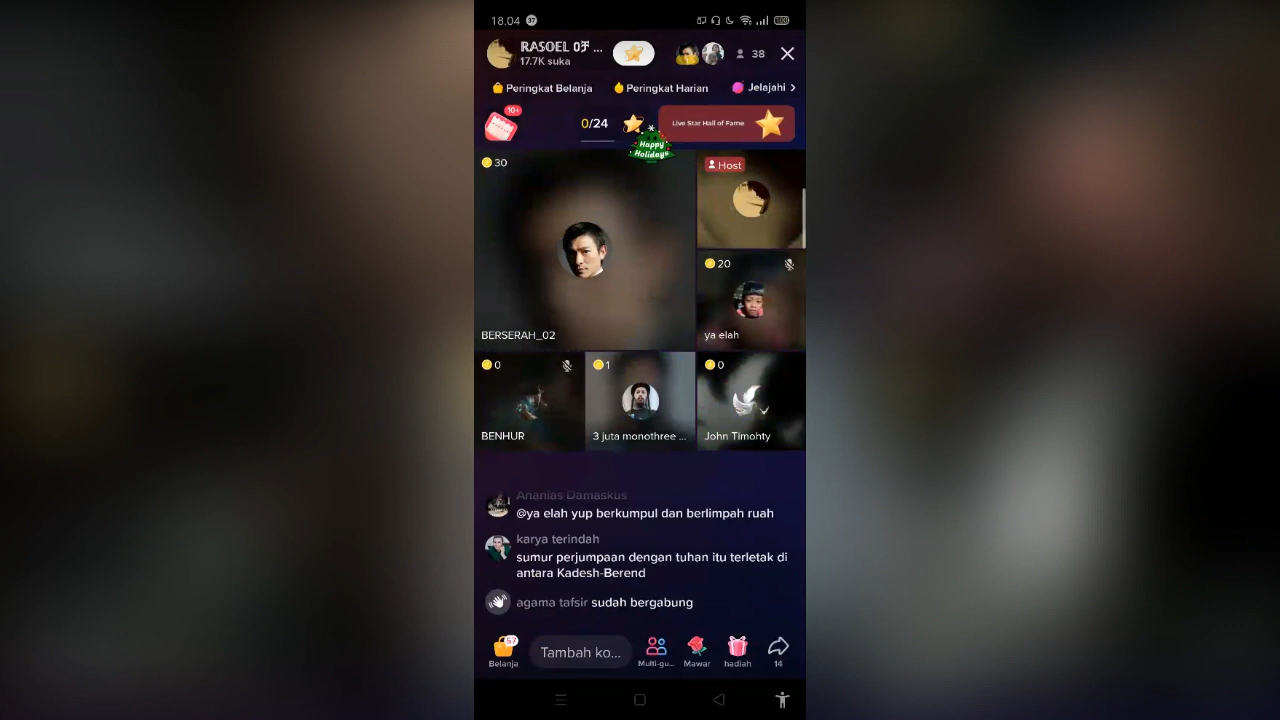 18.04 37
RASOEL 0 ...
17.7K suka
38
Peringkat Belanja
Peringkat Harian
Jelajahi
10+
0/24
Happy
Holidays
Live Star Hall of Fame
30
Host
20
BERSERAH_02
ya elah
0
1
0
BENHUR
3 juta monothree ...
John Timohty
Ananias Damaskus
@ya elah yup berkumpul dan berlimpah ruah
karya terindah
sumur perjumpaan dengan tuhan itu terletak di
antara Kadesh-Berend
agama tafsir sudah bergabung
57
Belanja
Tambah ko...
Multi-gu...
Mawar
hadiah
14